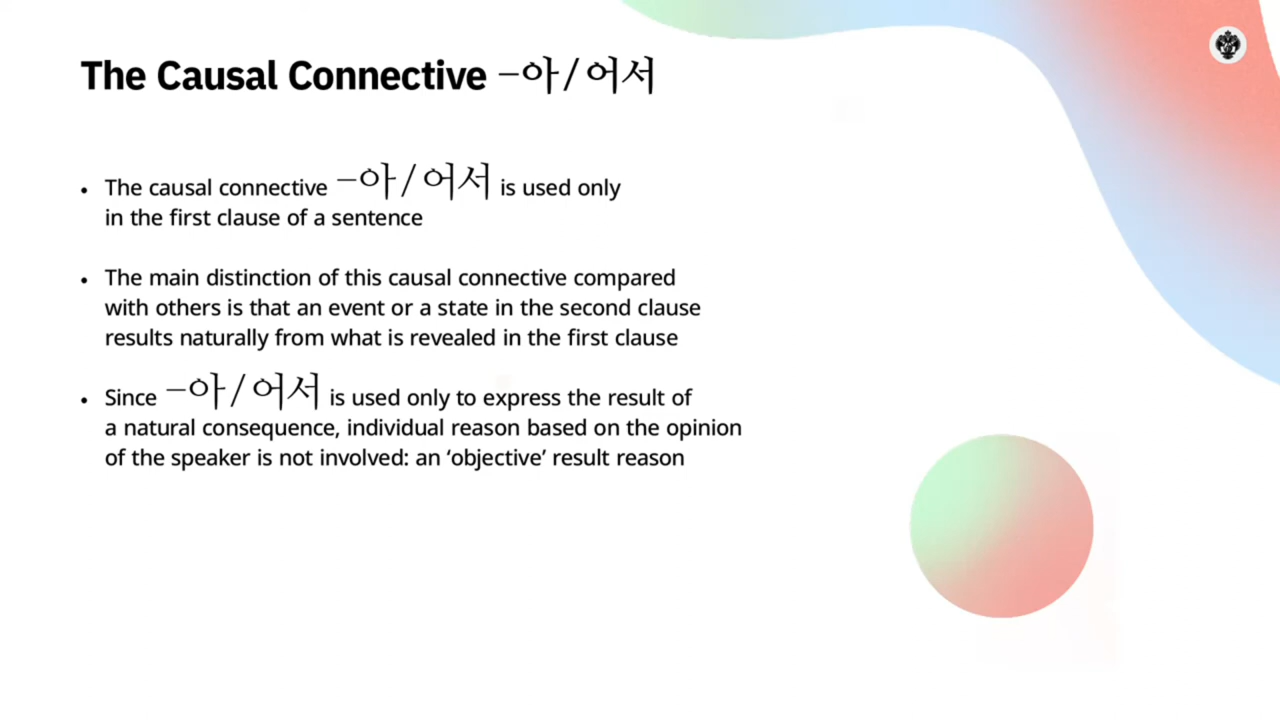 The Causal Connective –아/어서
• The causal connective –아/어서 is used only
in the first clause of a sentence
• The main distinction of this causal connective compared
with others is that an event or a state in the second clause
results naturally from what is revealed in the first clause
• Since –아/어서 is used only to express the result of
a natural consequence, individual reason based on the opinion
of the speaker is not involved: an ‘objective’ result reason